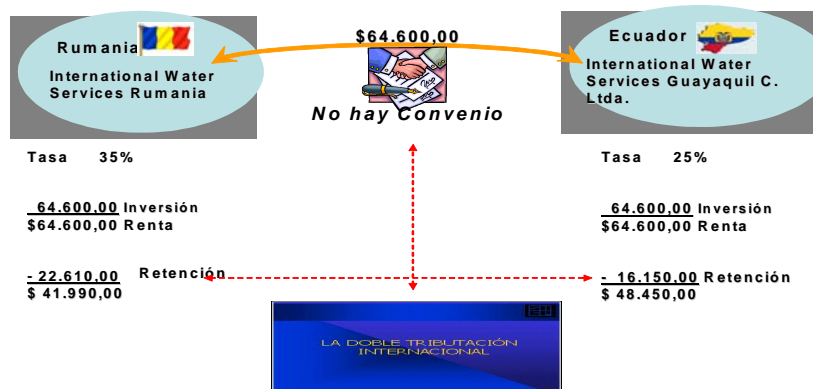 Rumania
International Water
Services Rumania
$64.600,00
No hay Convenio
Ecuador
International Water
Services Guayaquil C.
Ltda.
Tasa 35%
64.600.00 Inversión
$64.600,00 Renta
- 22.610,00 Retención
$ 41.990,00
Tasa 25%
64.600,00 Inversión
$64.600,00 Renta
- 16.150,00 Retención
$ 48.450,00
LA DOBLE TRIBUTACIÓN
INTERNACIONAL